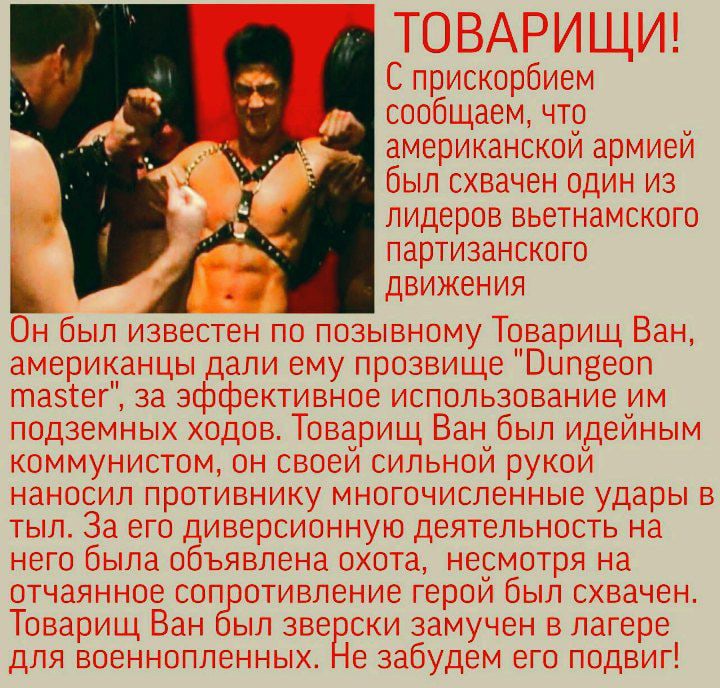 ТОВАРИЩИ!
С прискорбием
сообщаем, что
американской армией
был схвачен один из
лидеров вьетнамского
партизанского
движения
Он был известен по позывному Товарищ Ван,
американцы дали ему прозвище "Dungeon
master", за эффективное использование им
подземных ходов. Товарищ Ван был идейным
коммунистом, он своей сильной рукой
наносил противнику многочисленные удары в
тыл. За его диверсионную деятельность на
него была объявлена охота, несмотря на
отчаянное сопротивление герой был схвачен.
Товарищ Ван был зверски замучен в лагере
для военнопленных. Не забудем его подвиг!